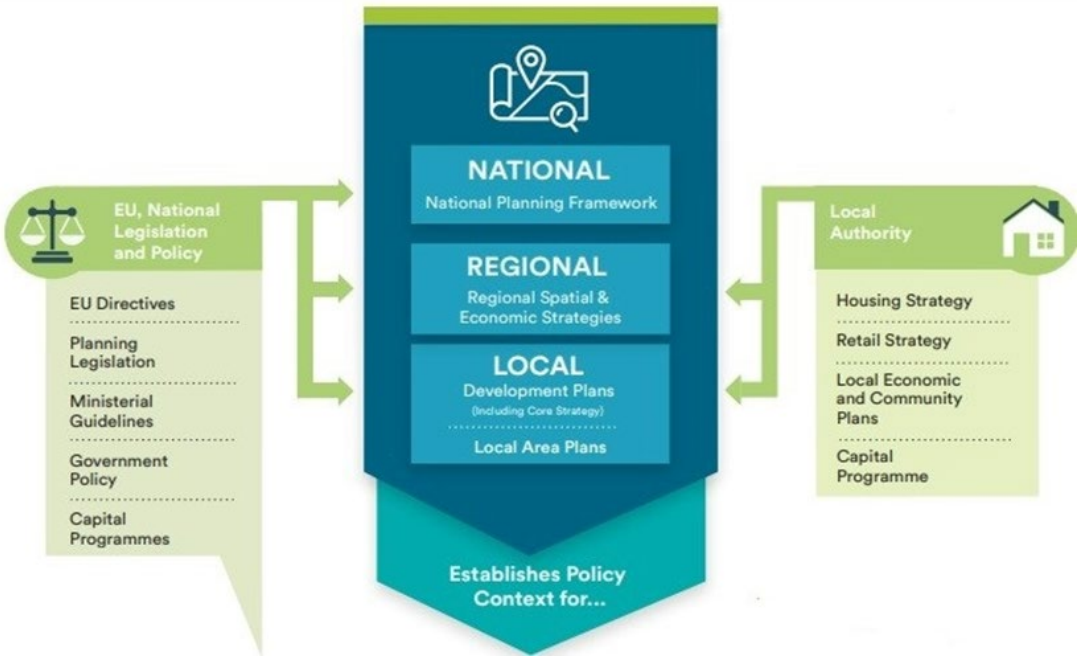 NATIONAL
National Planning Framework
REGIONAL
Regional Spatial &
Economic Strategies
LOCAL
Development Plans
(Including Core Strategy)
Local Area Plans
Establishes Policy
Context for...
EU, National
Legislation
and Policy
EU Directives
Planning
Legislation
Ministerial
Guidelines
Government
Policy
Capital
Programmes
Local
Authority
Housing Strategy
Retail Strategy
Local Economic
and Community
Plans
Capital
Programme